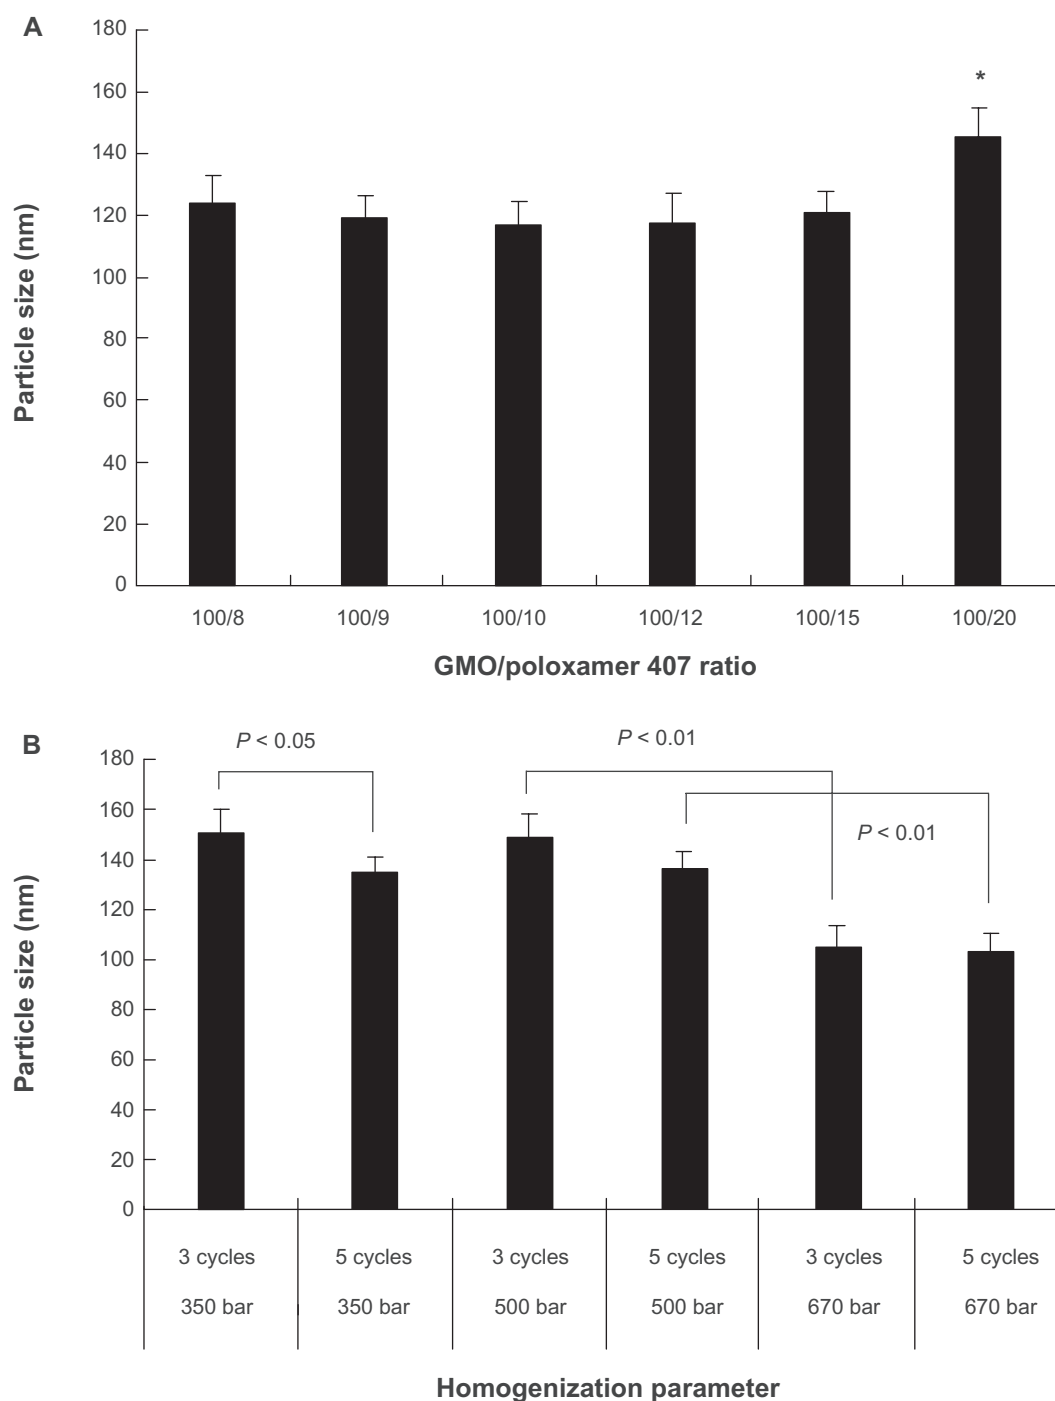 A
180
160
140
120
100
80
60
40
20
0
Particle size (nm)
*
100/8 100/9 100/10 100/12 100/15 100/20
GMO/poloxamer 407 ratio
B
180
160
140
120
100
80
60
40
20
0
Particle size (nm)
P < 0.05
P < 0.01
P < 0.01
3 cycles 5 cycles 3 cycles 5 cycles 3 cycles 5 cycles
350 bar 350 bar 500 bar 500 bar 670 bar 670 bar
Homogenization parameter